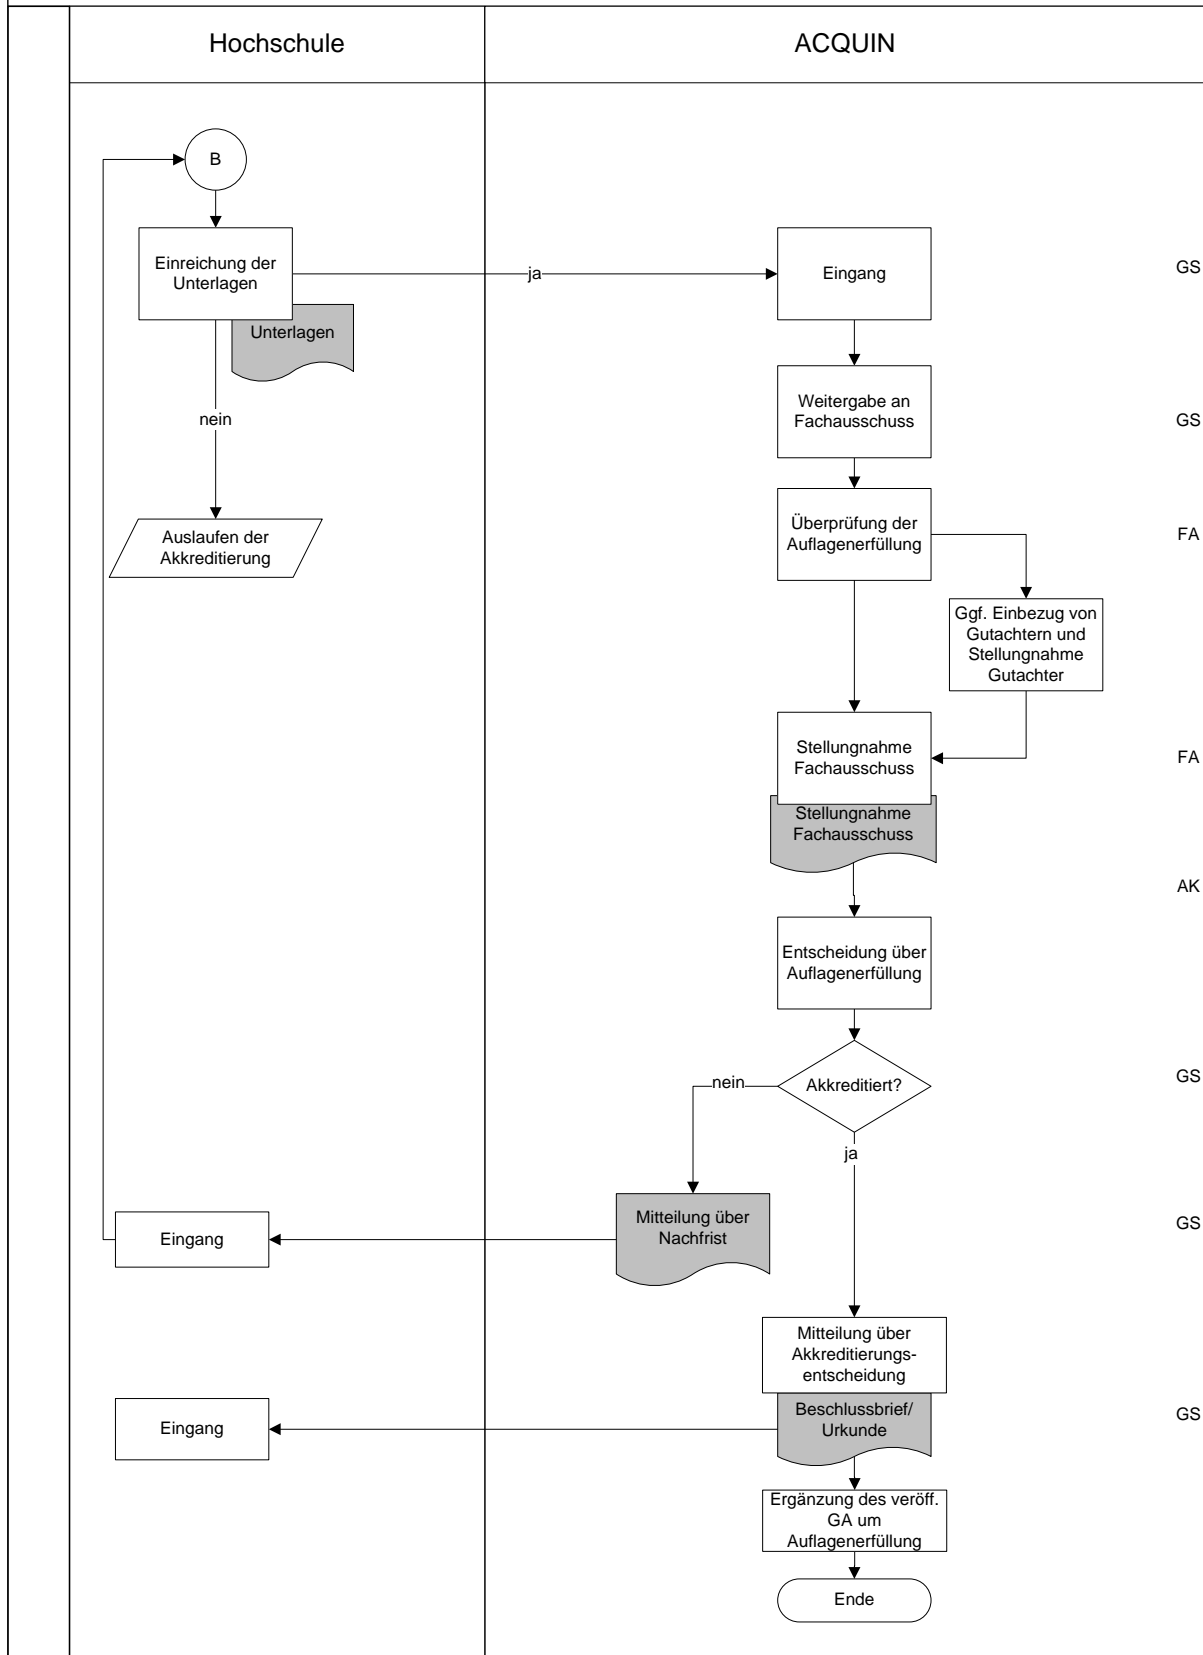 Hochschule
ACQUIN
B
Einreichung der
Unterlagen
ja
Eingang
GS
Unterlagen
nein
Weitergabe an
Fachausschuss
GS
Auslaufen der
Akkreditierung
Überprüfung der
Auflagenerfüllung
FA
Ggf. Einbezug von
Gutachtern und
Stellungnahme
Gutachter
Stellungnahme
Fachausschuss
FA
Stellungnahme
Fachausschuss
AK
Entscheidung über
Auflagenerfüllung
nein
Akkreditiert?
GS
ja
Eingang
Mitteilung über
Nachfrist
GS
Mitteilung über
Akkreditierungs-
entscheidung
Eingang
Beschlussbrief/
Urkunde
GS
Ergänzung des veröff.
GA um
Auflagenerfüllung
Ende